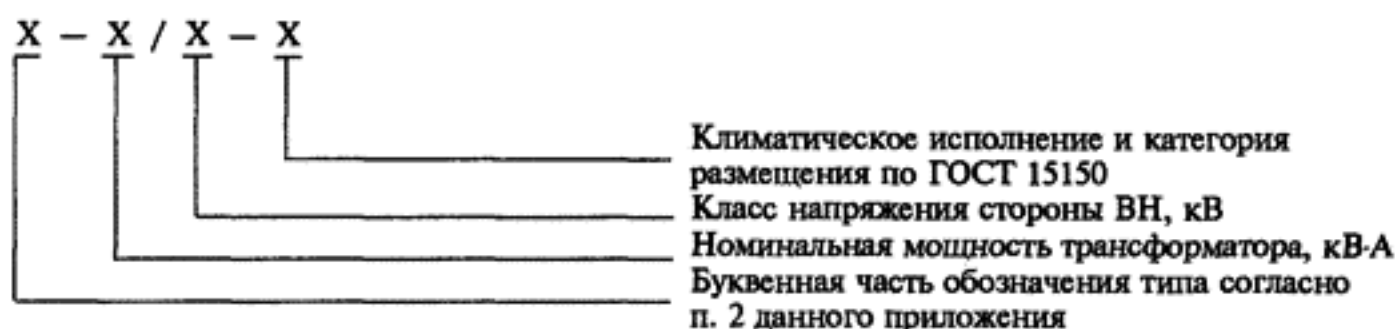 X – X / X – X
Климатическое исполнение и категория
размещения по ГОСТ 15150
Класс напряжения стороны ВН, кВ
Номинальная мощность трансформатора, кВ·А
Буквенная часть обозначения типа согласно
п. 2 данного приложения